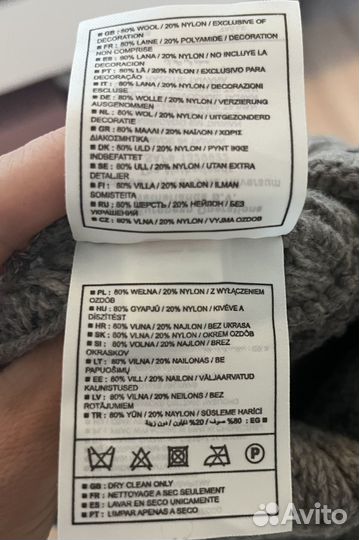 ▪ GB : 80% WOOL / 20% NYLON / EXCLUSIVE OF
DECORATION
▪ FR : 80% LAINE / 20% POLYAMIDE / DECORATION
NON COMPRISE
▪ ES : 80% LANA / 20% NYLON / NO INCLUYE LA
DECORACION
▪ PT : 80% LÃ / 20% NYLON / EXCLUSIVO PARA
DECORAÇÃO
▪ IT : 80% LANA / 20% NYLON / DECORAZIONI
ESCLUSE
▪ DE : 80% WOLLE / 20% NYLON / VERZIERUNG
AUSGENOMMEN
▪ NL : 80% WOL / 20% NYLON / UITGEZONDERD
DECORATIE
▪ GR : 80% ΜΑΛΛΙ / 20% ΝΑΪΛΟΝ / ΧΩΡΙΣ
ΔΙΑΚΟΣΜΗΤΙΚΑ
▪ DK : 80% ULD / 20% NYLON / PYNT IKKE
INDBEFATTET
▪ SE : 80% ULL / 20% NYLON / UTAN EXTRA
DETALJER
▪ FI : 80% VILLA / 20% NAILON / ILMAN
SOMISTEITA
▪ RU : 80% ШЕРСТЬ / 20% НЕЙЛОН / БЕЗ
УКРАШЕНИЙ
▪ CZ : 80% VLNA / 20% NYLON / VYJMA OZDOB
▪ PL : 80% WEŁNA / 20% NYLON / Z WYŁĄCZENIEM
OZDÓB
▪ HU : 80% GYAPJÚ / 20% NYLON / KIVÉVE A
DÍSZÍTÉST
▪ HR : 80% VUNA / 20% NAJLON / BEZ UKRASA
▪ SK : 80% VLNA / 20% NYLON / OKREM OZDÔB
▪ SI : 80% VOLNA / 20% NAJLON / BREZ
OKRASKOV
▪ LT : 80% VILNA / 20% NAILONAS / BE
PAPUOŠIMŲ
▪ EE : 80% VILL / 20% NAILON / VÄLJAARVATUD
KAUNISTUSED
▪ LV : 80% VILNA / 20% NEILONS / BEZ
ROTĀJUMIEM
▪ TR : 80% YÜN / 20% NAYLON / SÜSLEME HARİCİ
▪ EG : 80% صوف / 20% نايلون / دون زينة
P
▪ GB : DRY CLEAN ONLY
▪ FR : NETTOYAGE A SEC SEULEMENT
▪ ES : LAVAR EN SECO UNICAMENTE
▪ PT : LIMPAR APENAS A SECO
Avito